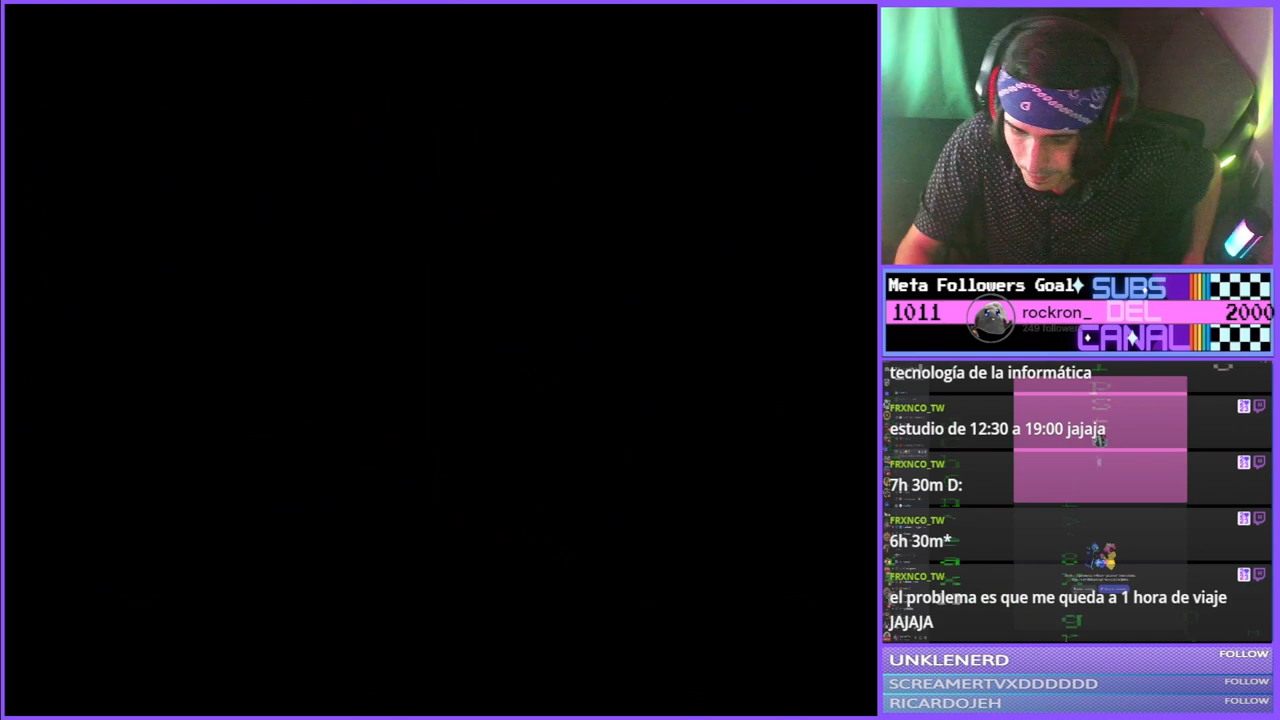 Meta Followers Goal
SUBS
DEL
CANAL
1011
rockron_
2000
249 followers
tecnología de la informática
FRXNCO_TW
estudio de 12:30 a 19:00 jajaja
FRXNCO_TW
7h 30m D:
FRXNCO_TW
6h 30m*
FRXNCO_TW
el problema es que me queda a 1 hora de viaje
JAJAJA
UNKLENERD FOLLOW
SCREAMERTVXDDDDDD FOLLOW
RICARDOJEH FOLLOW